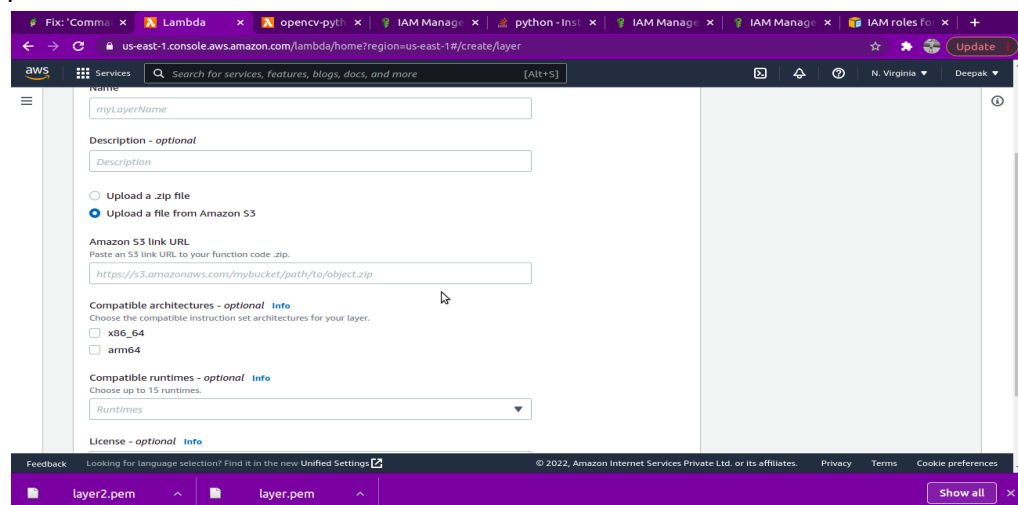 Fix: 'Comma
Lambda
opencv-pyth
IAM Manage
python - Inst
IAM Manage
IAM Manage
IAM roles fo
us-east-1.console.aws.amazon.com/lambda/home?region=us-east-1#/create/layer
Update
aws
Services
Search for services, features, blogs, docs, and more
[Alt+S]
N. Virginia
Deepak
Name
myLayerName
Description - optional
Description
Upload a .zip file
Upload a file from Amazon S3
Amazon S3 link URL
Paste an S3 link URL to your function code .zip.
https://s3.amazonaws.com/mybucket/path/to/object.zip
Compatible architectures - optional Info
Choose the compatible instruction set architectures for your layer.
x86_64
arm64
Compatible runtimes - optional Info
Choose up to 15 runtimes.
Runtimes
License - optional Info
Feedback
Looking for language selection? Find it in the new Unified Settings
© 2022, Amazon Internet Services Private Ltd. or its affiliates.
Privacy
Terms
Cookie preferences
layer2.pem
layer.pem
Show all